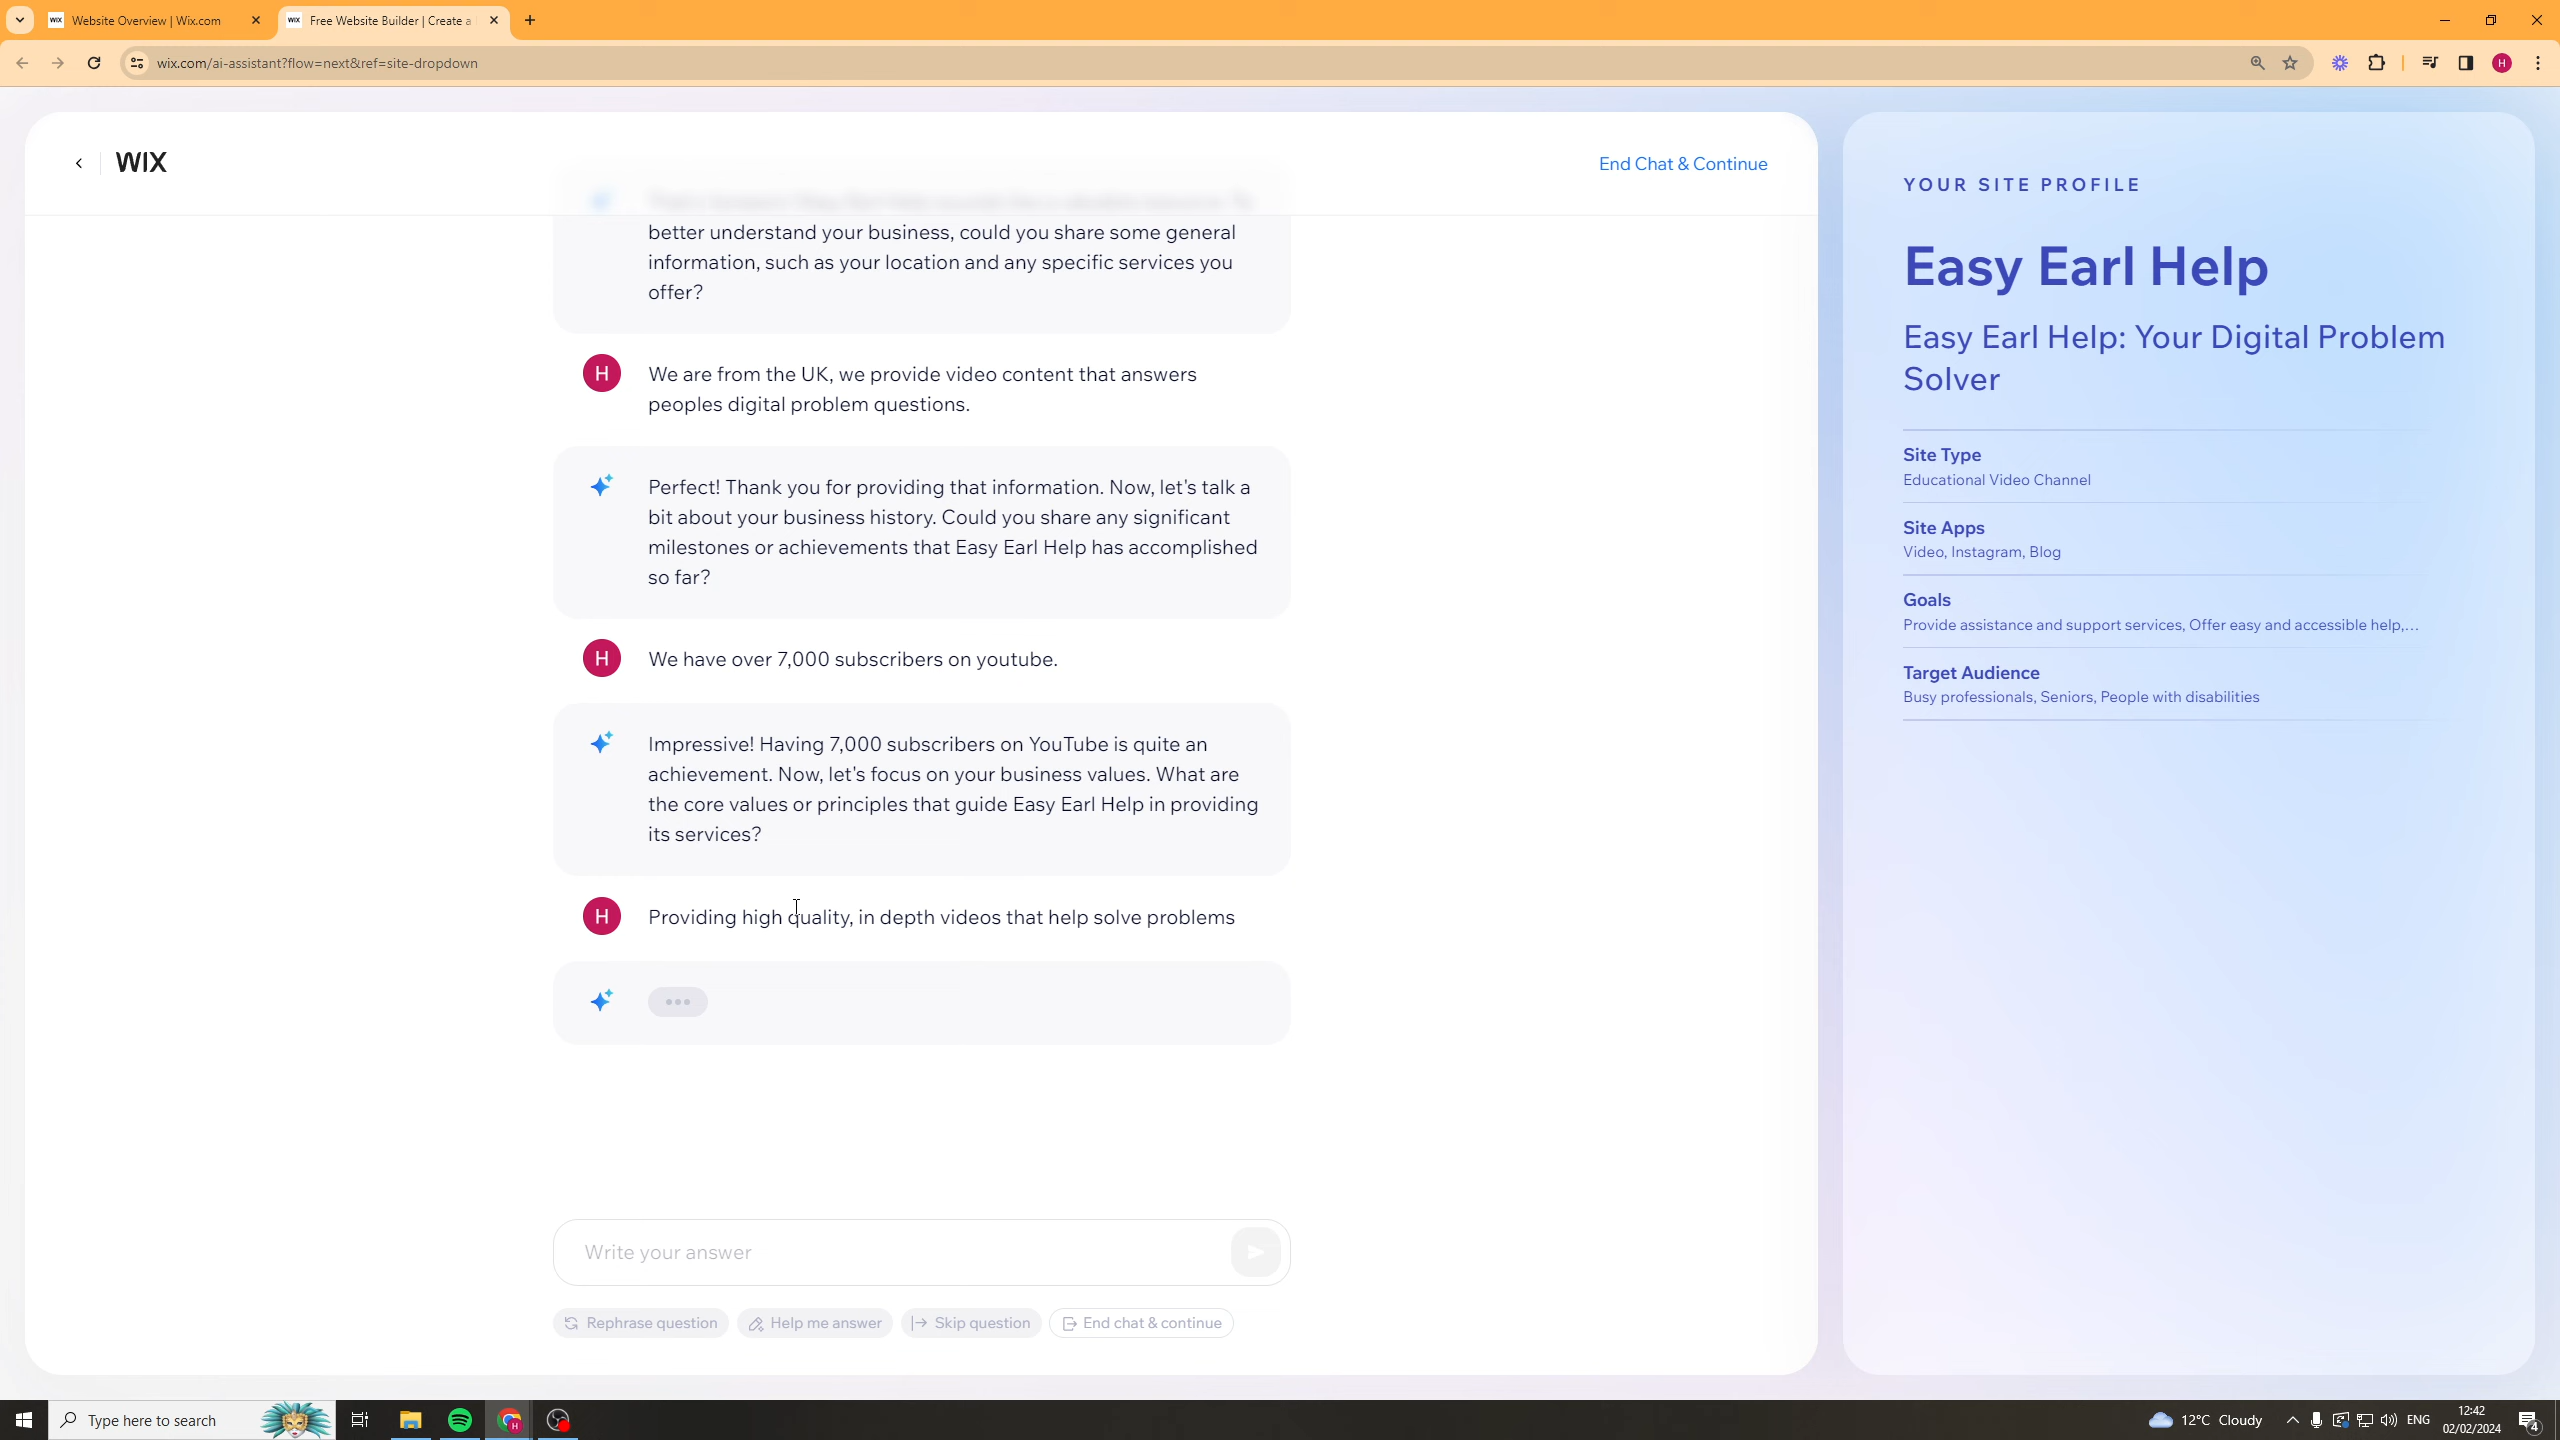 Website Overview | Wix.com
Free Website Builder | Create a
wix.com/ai-assistant?flow=next&ref=site-dropdown
H
WIX
End Chat & Continue
better understand your business, could you share some general
information, such as your location and any specific services you
offer?
H
We are from the UK, we provide video content that answers
peoples digital problem questions.
Perfect! Thank you for providing that information. Now, let's talk a
bit about your business history. Could you share any significant
milestones or achievements that Easy Earl Help has accomplished
so far?
H
We have over 7,000 subscribers on youtube.
Impressive! Having 7,000 subscribers on YouTube is quite an
achievement. Now, let's focus on your business values. What are
the core values or principles that guide Easy Earl Help in providing
its services?
H
Providing high quality, in depth videos that help solve problems
Write your answer
Rephrase question
Help me answer
Skip question
End chat & continue
YOUR SITE PROFILE
Easy Earl Help
Easy Earl Help: Your Digital Problem
Solver
Site Type
Educational Video Channel
Site Apps
Video, Instagram, Blog
Goals
Provide assistance and support services, Offer easy and accessible help,...
Target Audience
Busy professionals, Seniors, People with disabilities
Type here to search
12°C Cloudy
ENG
12:42
02/02/2024
4